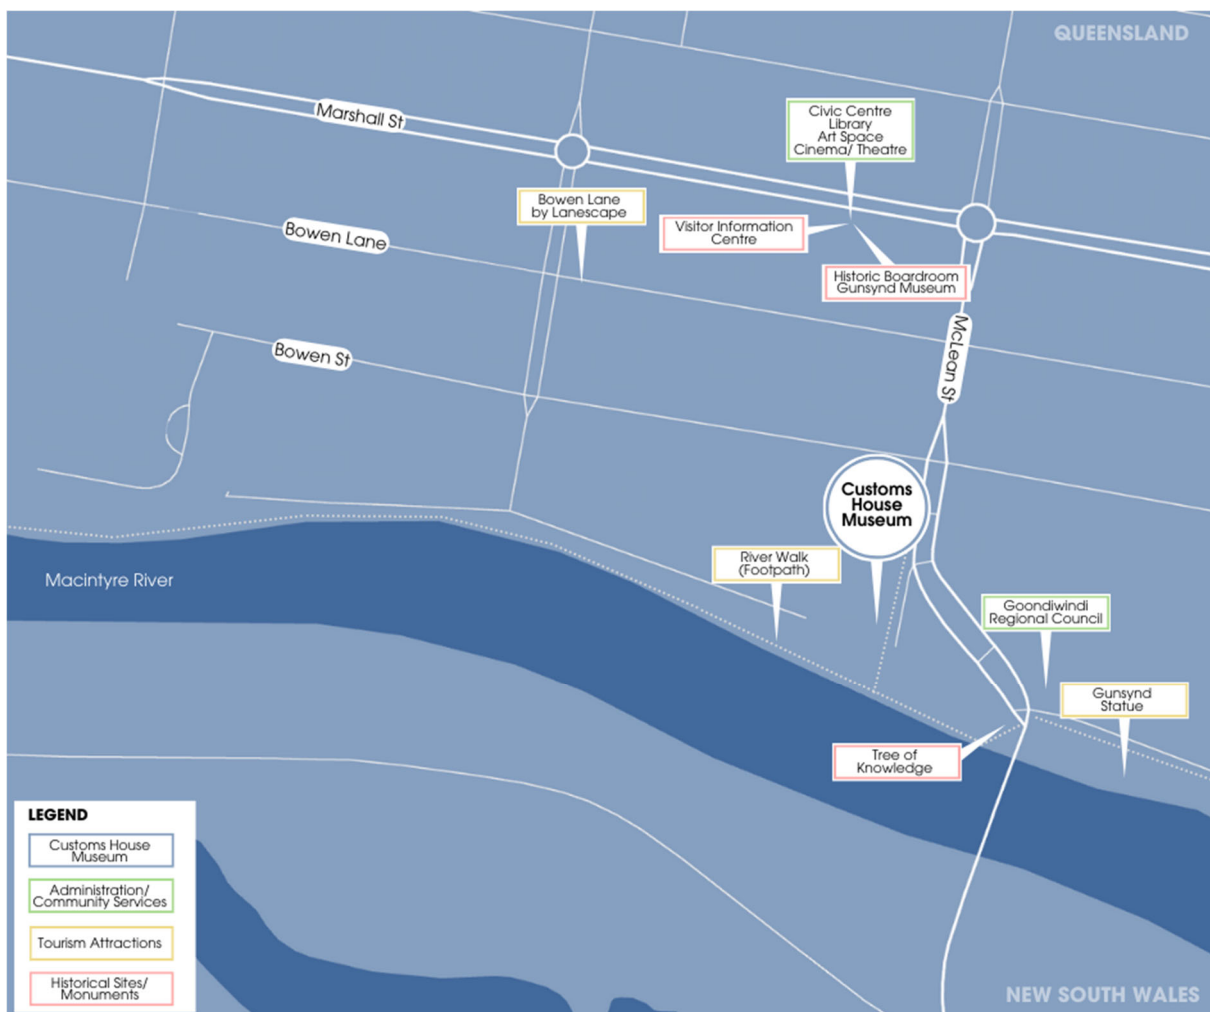 QUEENSLAND
Marshall St
Civic Centre
Library
Art Space
Cinema/ Theatre
Bowen Lane
by Lanescape
Visitor Information
Centre
Bowen Lane
Historic Boardroom
Gunsynd Museum
McLean St
Bowen St
Customs
House
Museum
River Walk
(Footpath)
Macintyre River
Goondiwindi
Regional Council
Gunsynd
Statue
Tree of
Knowledge
LEGEND
Customs House
Museum
Administration/
Community Services
Tourism Attractions
Historical Sites/
Monuments
NEW SOUTH WALES